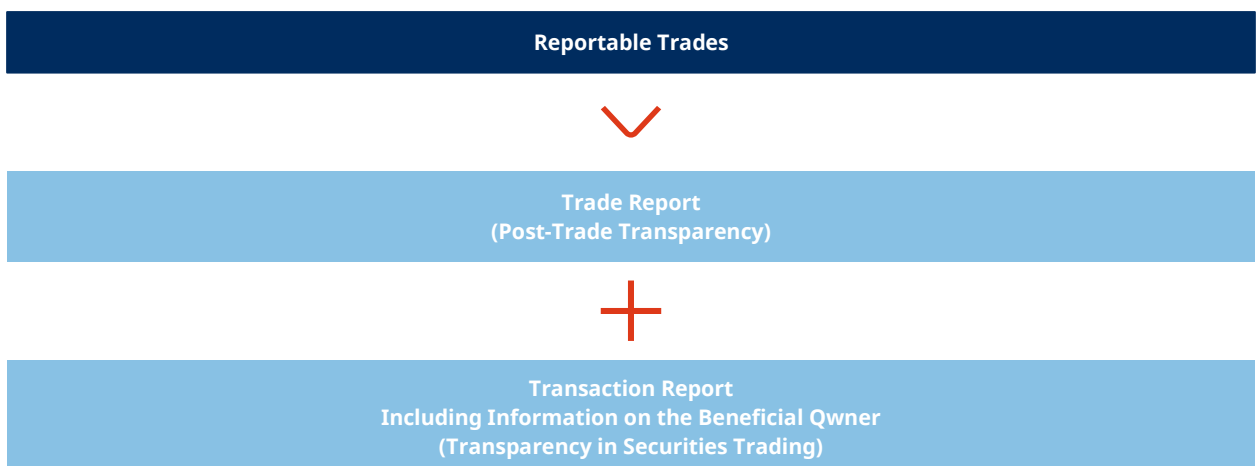 Reportable Trades
Trade Report
(Post-Trade Transparency)
Transaction Report
Including Information on the Beneficial Qwner
(Transparency in Securities Trading)